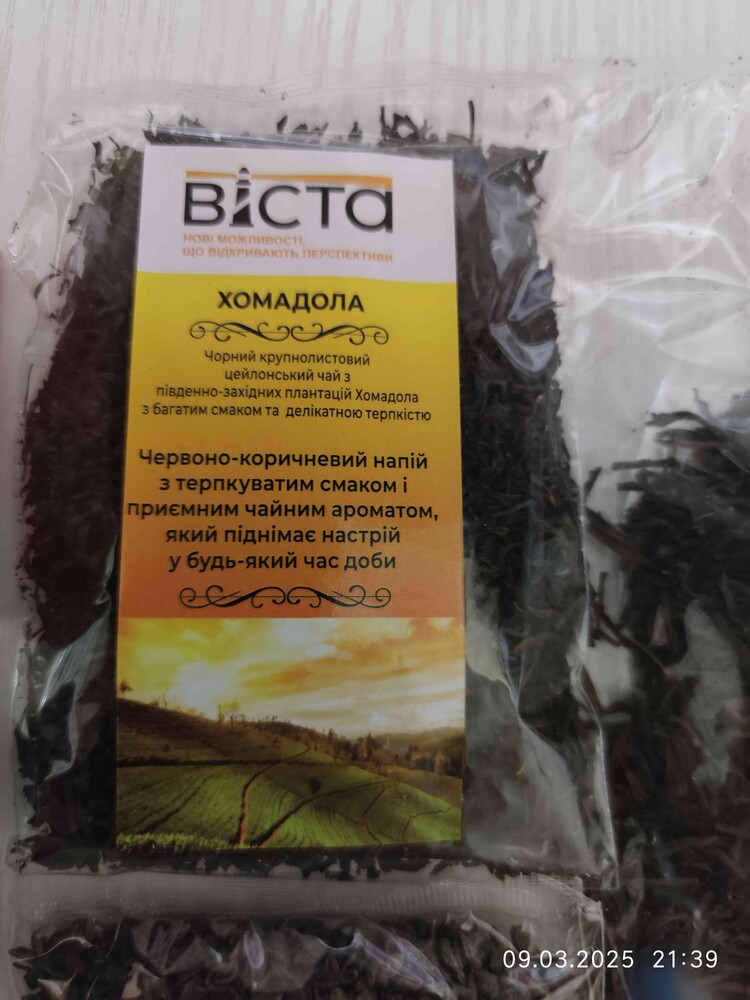 Віста
НОВІ МОЖЛИВОСТІ,
ЩО ВІДКРИВАЮТЬ ПЕРСПЕКТИВИ
ХОМАДОЛА
Чорний крупнолистовий
цейлонський чай з
південно-західних плантацій Хомадола
з багатим смаком та делікатною терпкістю
Червоно-коричневий напій
з терпкуватим смаком і
приємним чайним ароматом,
який піднімає настрій
у будь-який час доби
09.03.2025 21:39